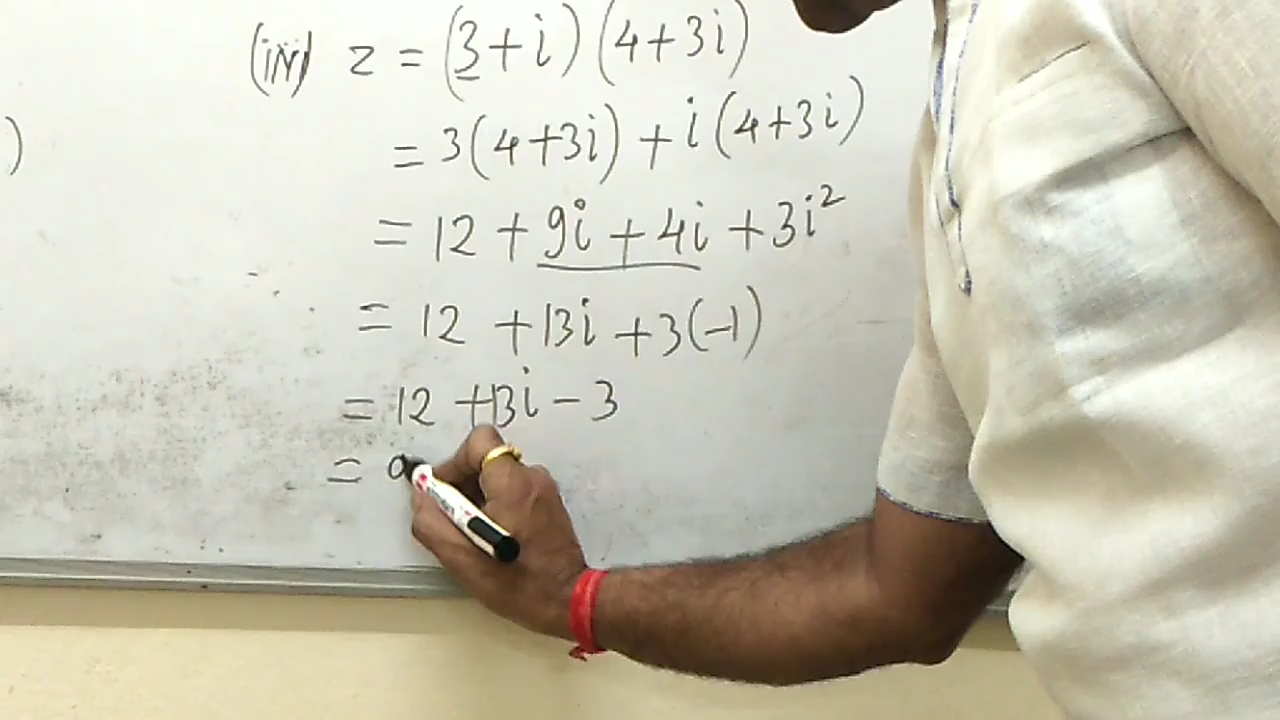 (iv) z = (3+i)(4+3i)
= 3(4+3i) + i(4+3i)
)
= 12 + 9i + 4i + 3i²
= 12 + 13i + 3(-1)
= 12 + 13i - 3
= 9